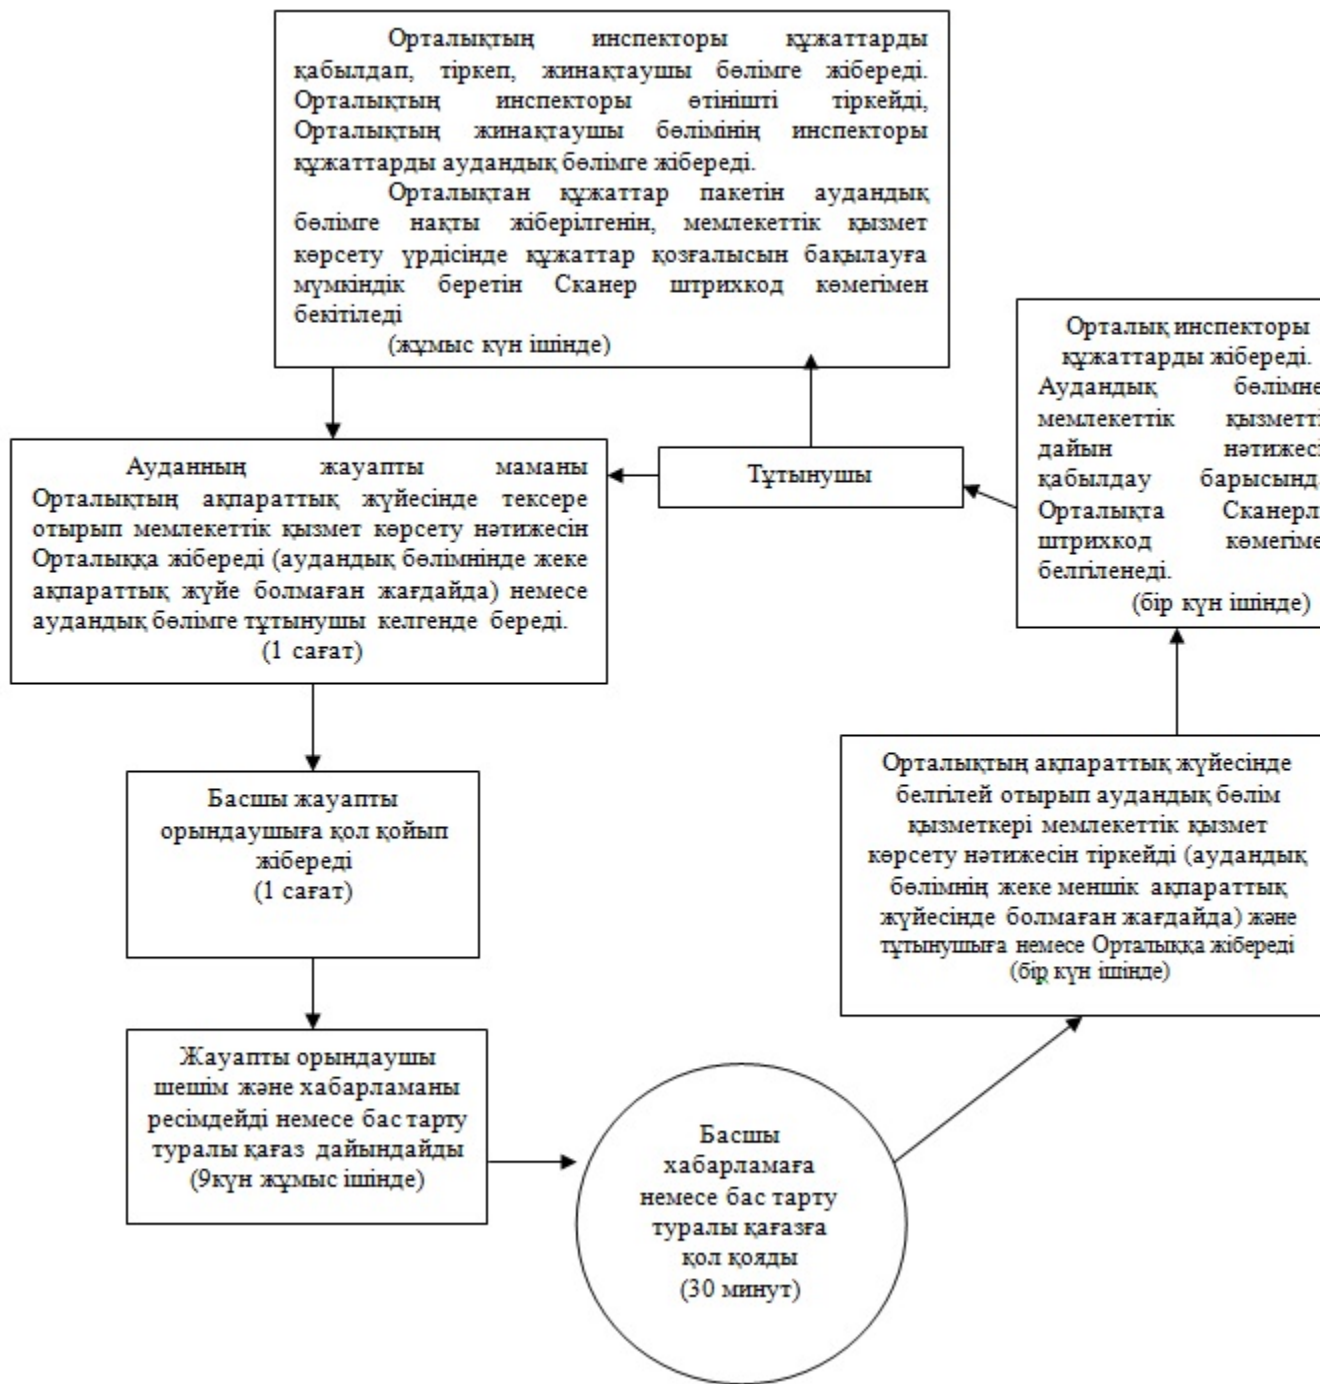 Орталықтың инспекторы құжаттарды
қабылдап, тіркеп, жинақтаушы бөлімге жібереді.
Орталықтың инспекторы өтінішті тіркейді,
Орталықтың жинақтаушы бөлімінің инспекторы
құжаттарды аудандық бөлімге жібереді.
Орталықтан құжаттар пакетін аудандық
бөлімге нақты жіберілгенін, мемлекеттік қызмет
көрсету үрдісінде құжаттар қозғалысын бақылауға
мүмкіндік беретін Сканер штрихкод көмегімен
бекітіледі
(жұмыс күн ішінде)
Орталық инспекторы
құжаттарды жібереді.
Аудандық
мемлекеттік
дайын
қабылдау
Орталықта
штрихкод
белгіленеді.
(бір күн ішінде)
Тұтынушы
Ауданның жауапты маманы
Орталықтың ақпараттық жүйесінде тексере
отырып мемлекеттік қызмет көрсету нәтижесін
Орталыққа жібереді (аудандық бөлімнінде жеке
ақпараттық жүйе болмаған жағдайда) немесе
аудандық бөлімге тұтынушы келгенде береді.
(1 сағат)
Басшы жауапты
орындаушыға қол қойып
жібереді
(1 сағат)
Орталықтың ақпараттық жүйесінде
белгілей отырып аудандық бөлім
қызметкері мемлекеттік қызмет
көрсету нәтижесін тіркейді (аудандық
бөлімнің жеке меншік ақпараттық
жүйесінде болмаған жағдайда) және
тұтынушыға немесе Орталыққа жібереді
(бір күн ішінде)
Жауапты орындаушы
шешім және хабарламаны
ресімдейді немесе бас тарту
туралы қағаз дайындайды
(9күн жұмыс ішінде)
Басшы
хабарламаға
немесе бас тарту
туралы қағазға
қол қояды
(30 минут)